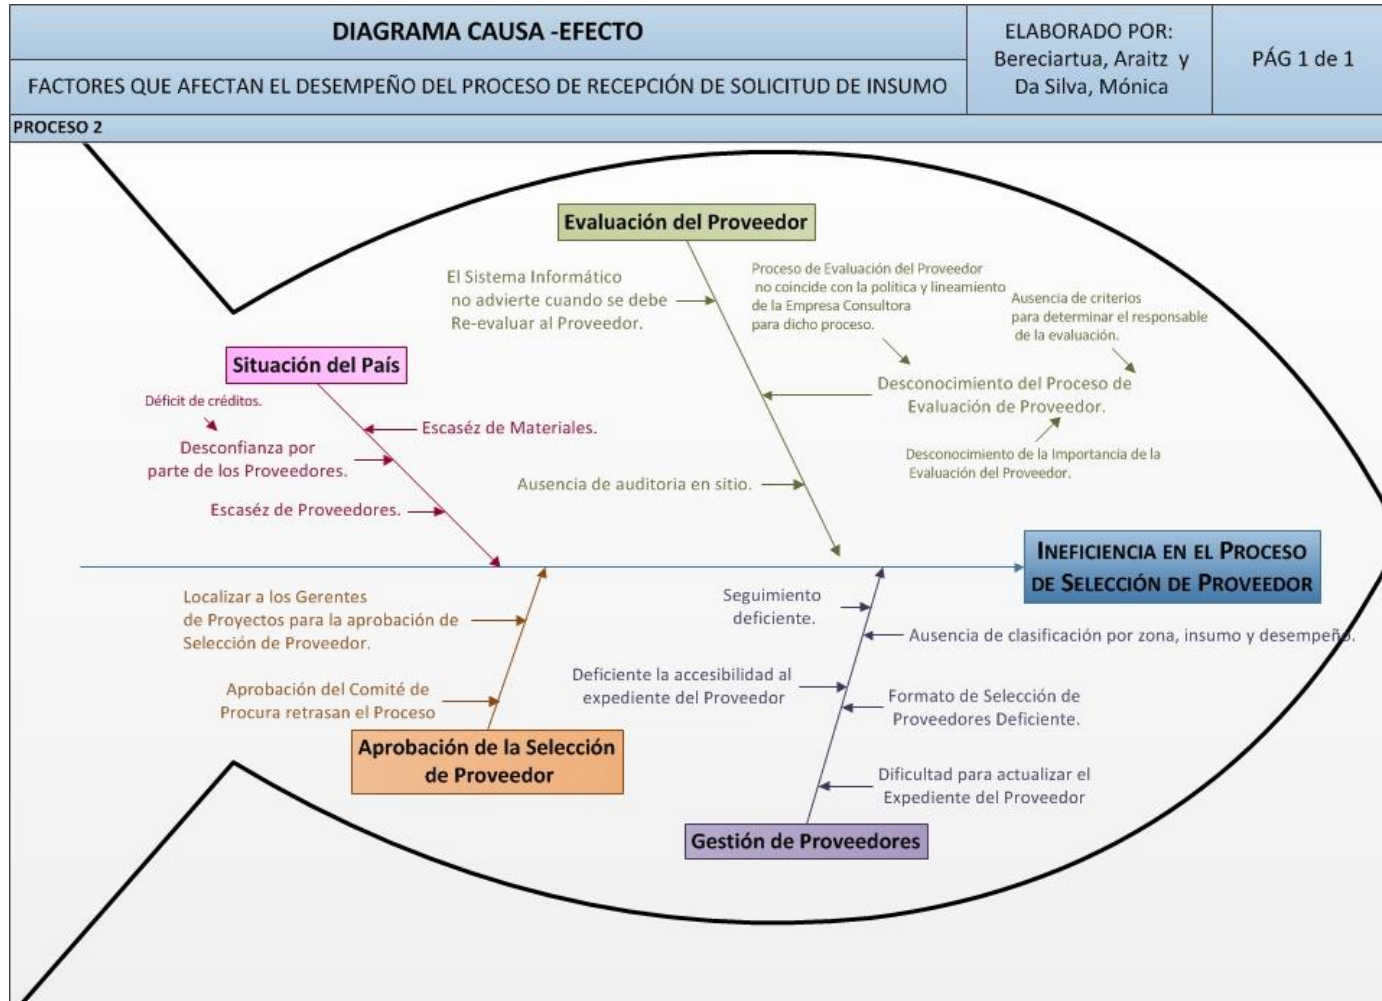 DIAGRAMA CAUSA -EFECTO
FACTORES QUE AFECTAN EL DESEMPEÑO DEL PROCESO DE RECEPCIÓN DE SOLICITUD DE INSUMO
ELABORADO POR:
Bereciartua, Araitz y
Da Silva, Mónica
PÁG 1 de 1
PROCESO 2
Evaluación del Proveedor
El Sistema Informático
no advierte cuando se debe
Re-evaluar al Proveedor.
Proceso de Evaluación del Proveedor
no coincide con la política y lineamiento
de la Empresa Consultora
para dicho proceso.
Ausencia de criterios
para determinar el responsable
de la evaluación.
Desconocimiento del Proceso de
Evaluación de Proveedor.
Desconocimiento de la Importancia de la
Evaluación del Proveedor.
Ausencia de auditoria en sitio.
Situación del País
Déficit de créditos.
Desconfianza por
parte de los Proveedores.
Escaséz de Materiales.
Escaséz de Proveedores.
INEFICIENCIA EN EL PROCESO
DE SELECCIÓN DE PROVEEDOR
Localizar a los Gerentes
de Proyectos para la aprobación de
Selección de Proveedor.
Aprobación del Comité de
Procura retrasan el Proceso
Aprobación de la Selección
de Proveedor
Seguimiento
deficiente.
Ausencia de clasificación por zona, insumo y desempeño.
Deficiente la accesibilidad al
expediente del Proveedor
Formato de Selección de
Proveedores Deficiente.
Dificultad para actualizar el
Expediente del Proveedor
Gestión de Proveedores